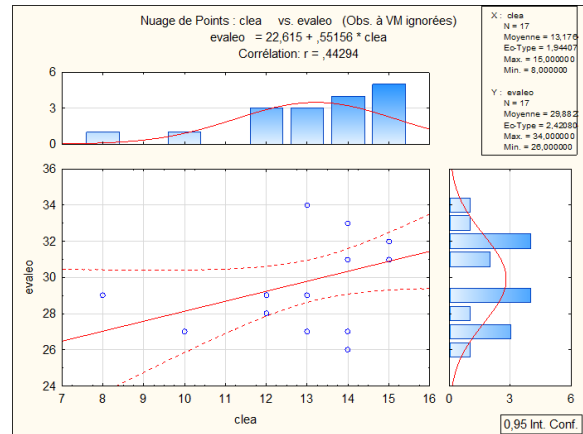 Nuage de Points : clea vs. evaleo (Obs. à VM ignorées)
evaleo = 22,615 + ,55156 * clea
Corrélation: r = ,44294
X : clea
N = 17
Moyenne = 13,176
Ec-Type = 1,94407
Max. = 15,000000
Min. = 8,000000
Y : evaleo
N = 17
Moyenne = 29,882
Ec-Type = 2,42080
Max. = 34,000000
Min. = 26,000000
6
3
0
36
34
32
30
28
26
24
evaleo
7 8 9 10 11 12 13 14 15 16
clea
0 3 6
0,95 Int. Conf.